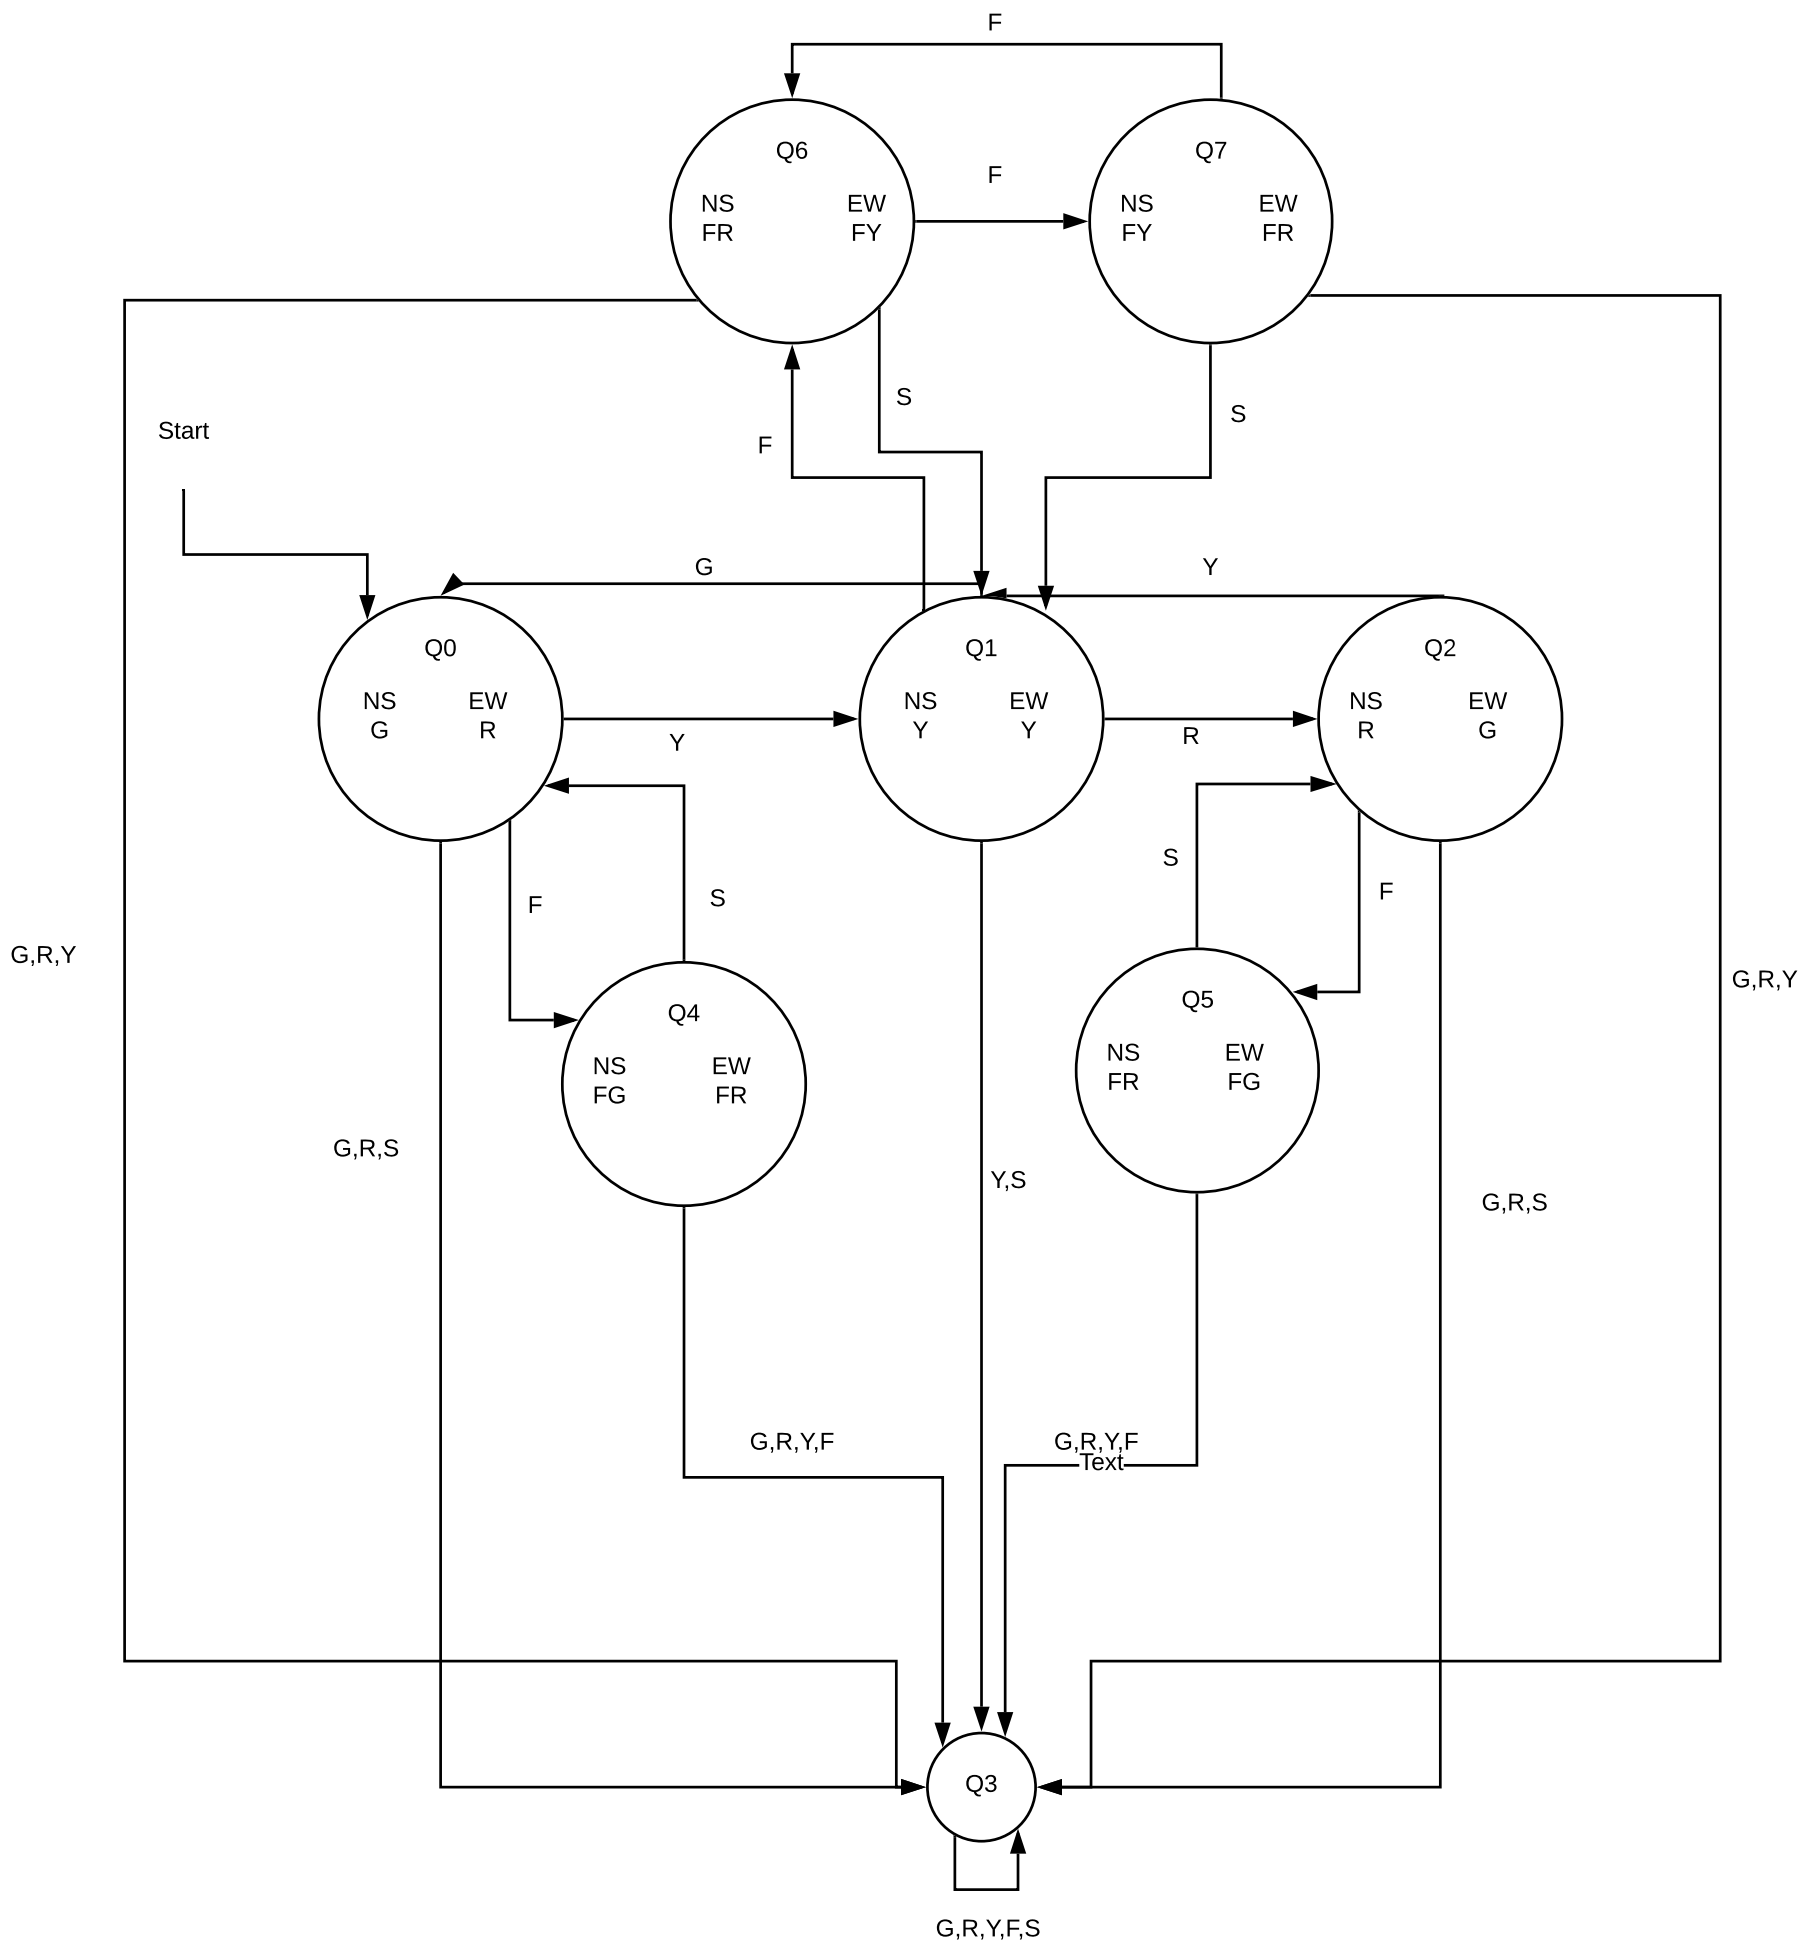 F
Q6
NS EW
FR FY
F
Q7
NS EW
FY FR
Start
S
S
F
G
Y
Q0
NS EW
G R
Y
Q1
NS EW
Y Y
R
Q2
NS EW
R G
F
S
S
F
G,R,Y
G,R,Y
Q4
NS EW
FG FR
Q5
NS EW
FR FG
G,R,S
Y,S
G,R,S
G,R,Y,F
G,R,Y,F
Text
Q3
G,R,Y,F,S